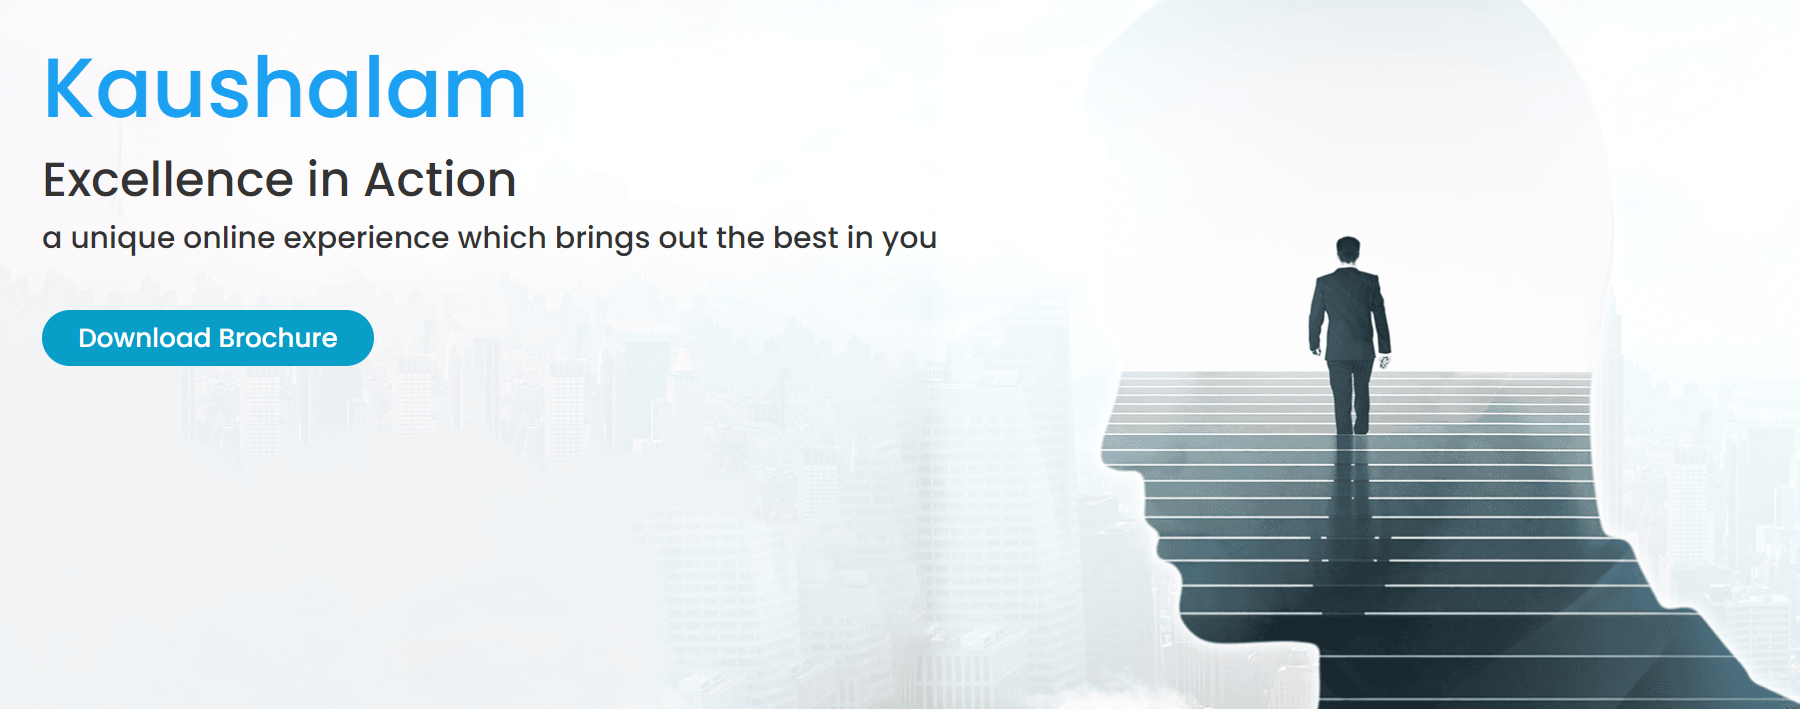 Kaushalam
Excellence in Action
a unique online experience which brings out the best in you
Download Brochure